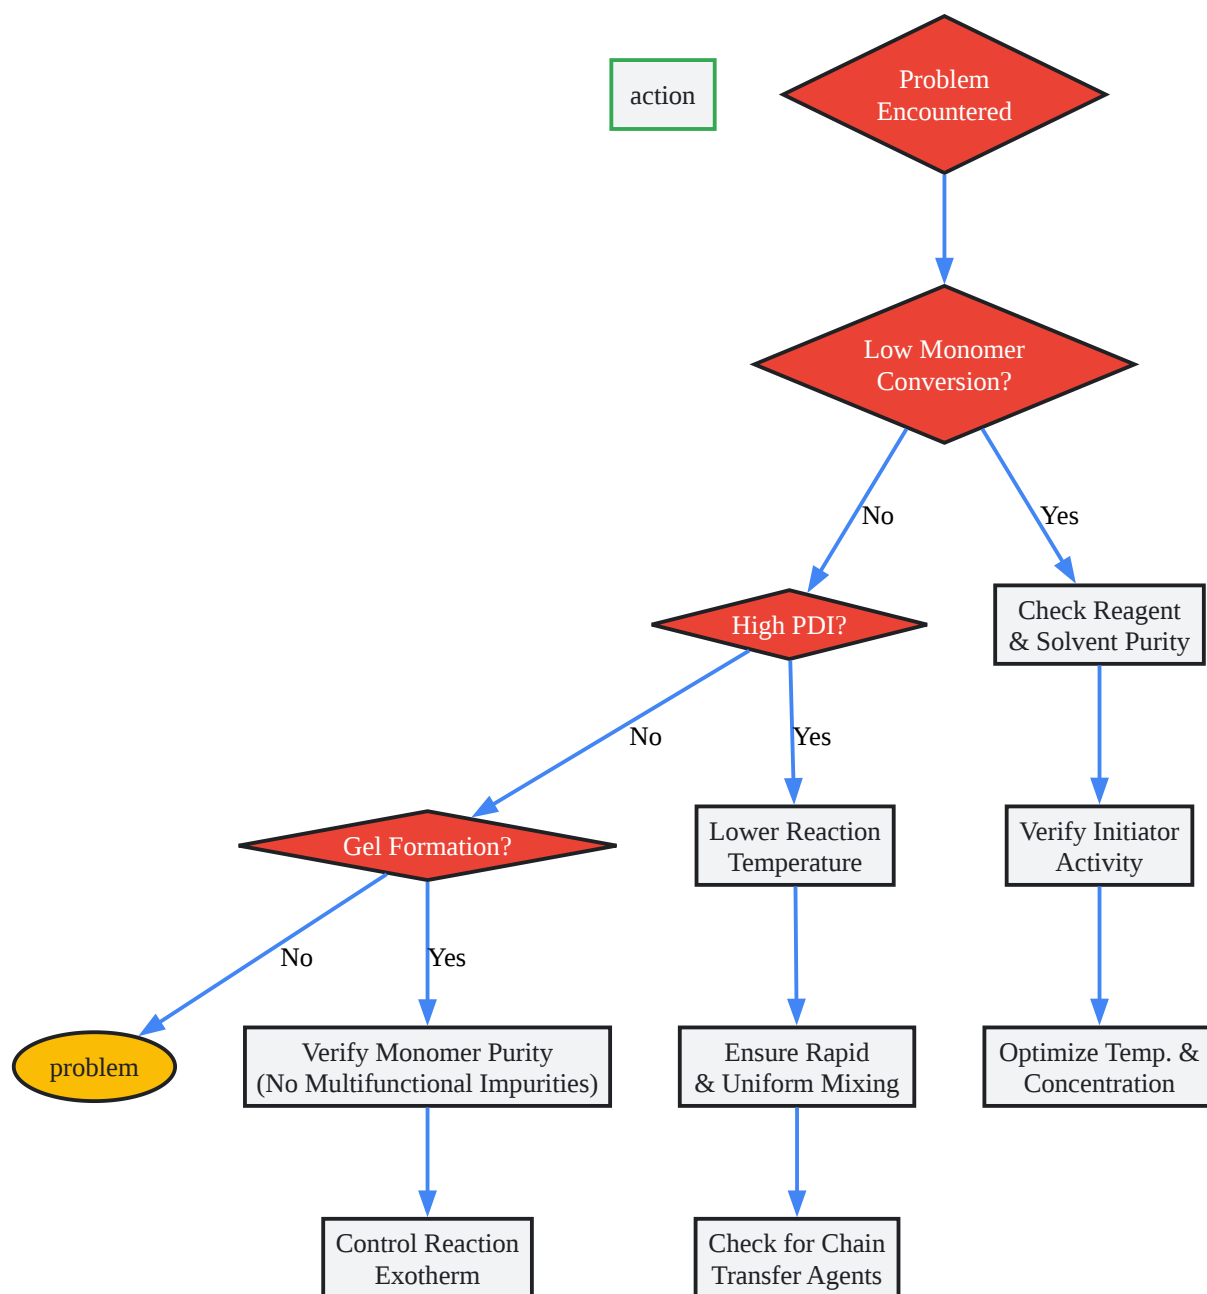 action
Problem
Encountered
Low Monomer
Conversion?
No
Yes
High PDI?
Check Reagent
& Solvent Purity
No
Yes
Gel Formation?
Lower Reaction
Temperature
Verify Initiator
Activity
No
Yes
problem
Verify Monomer Purity
(No Multifunctional Impurities)
Ensure Rapid
& Uniform Mixing
Optimize Temp. &
Concentration
Control Reaction
Exotherm
Check for Chain
Transfer Agents